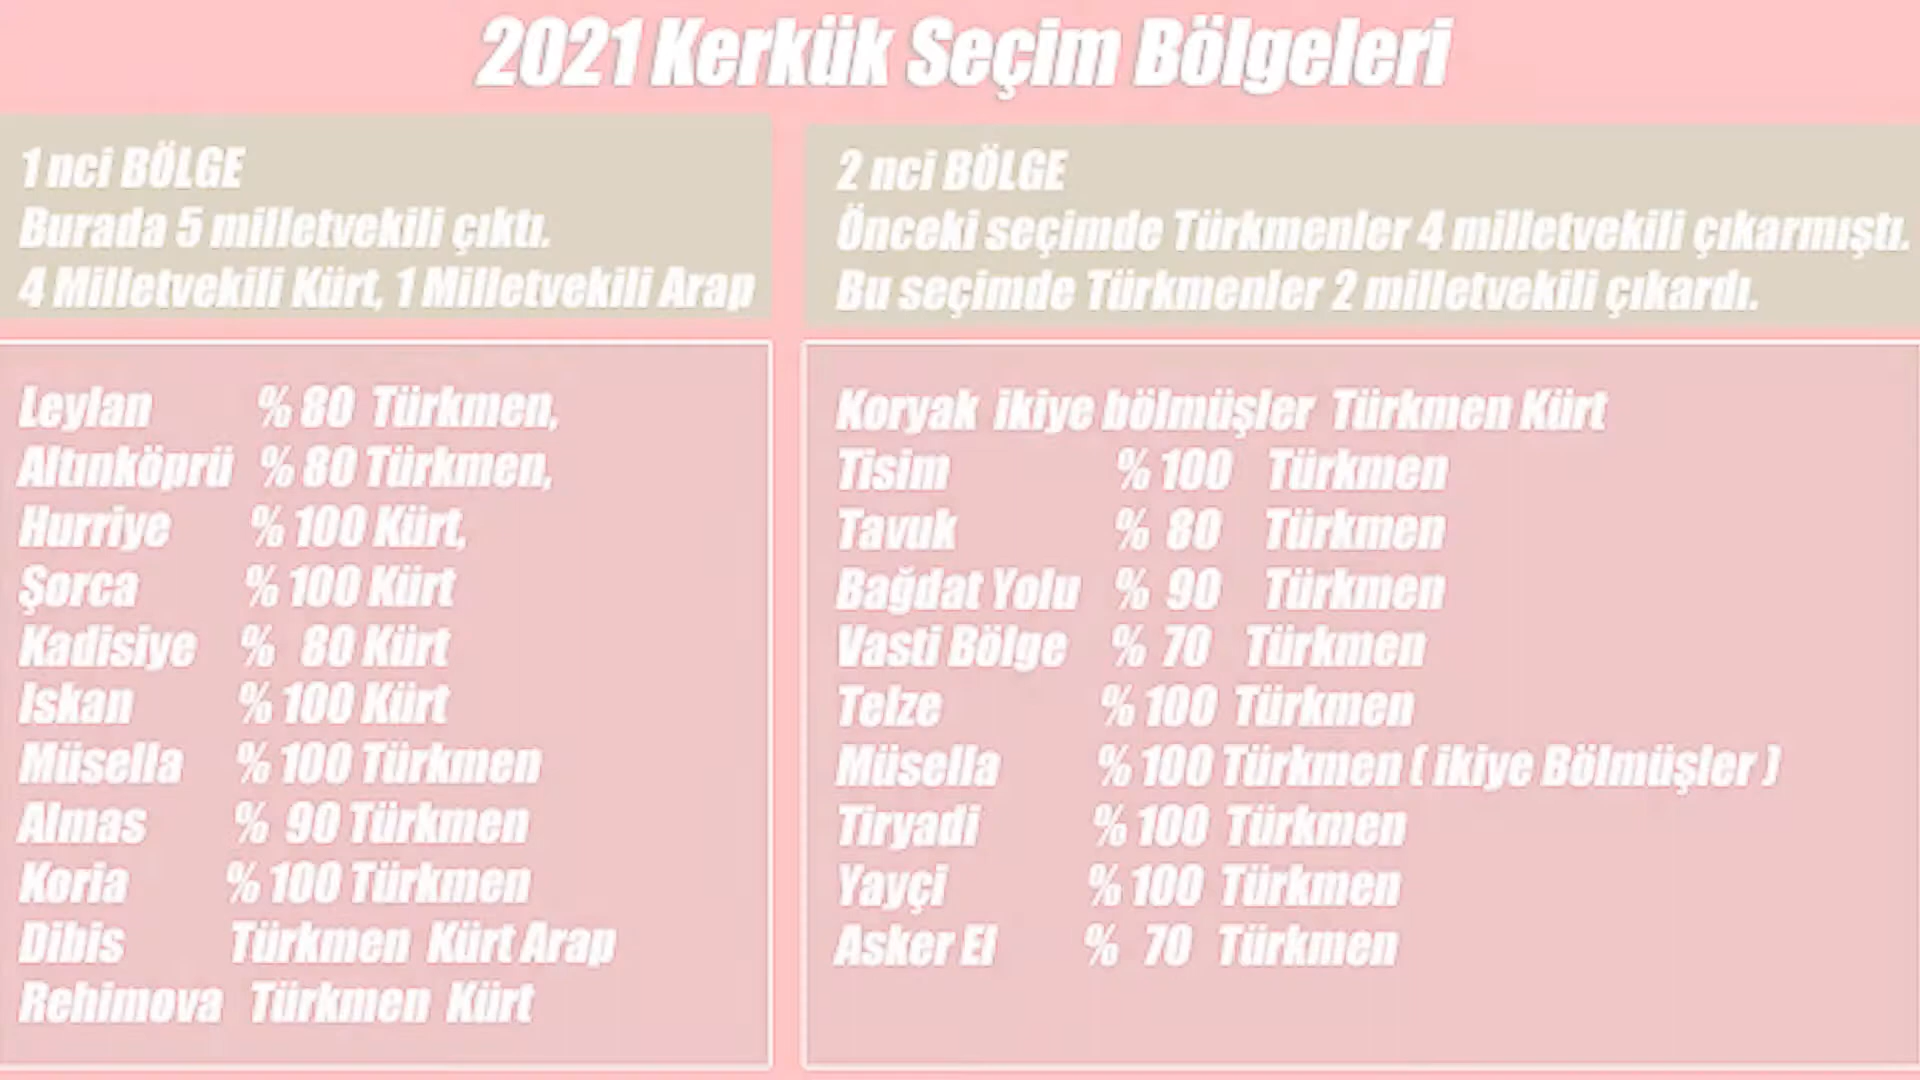 2021 Kerkük Seçim Bölgeleri
1 nci BÖLGE
Burada 5 milletvekili çıktı.
4 Milletvekili Kürt, 1 Milletvekili Arap
Leylan % 80 Türkmen,
Altınköprü % 80 Türkmen,
Hurriye % 100 Kürt,
Şorca % 100 Kürt
Kadisiye % 80 Kürt
Iskan % 100 Kürt
Müsella % 100 Türkmen
Almas % 90 Türkmen
Koria % 100 Türkmen
Dibis Türkmen Kürt Arap
Rehimova Türkmen Kürt
2 nci BÖLGE
Önceki seçimde Türkmenler 4 milletvekili çıkarmıştı.
Bu seçimde Türkmenler 2 milletvekili çıkardı.
Koryak ikiye bölmüşler Türkmen Kürt
Tisim % 100 Türkmen
Tavuk % 80 Türkmen
Bağdat Yolu % 90 Türkmen
Vasti Bölge % 70 Türkmen
Telze % 100 Türkmen
Müsella % 100 Türkmen ( ikiye Bölmüşler )
Tiryadi % 100 Türkmen
Yayçi % 100 Türkmen
Asker El % 70 Türkmen